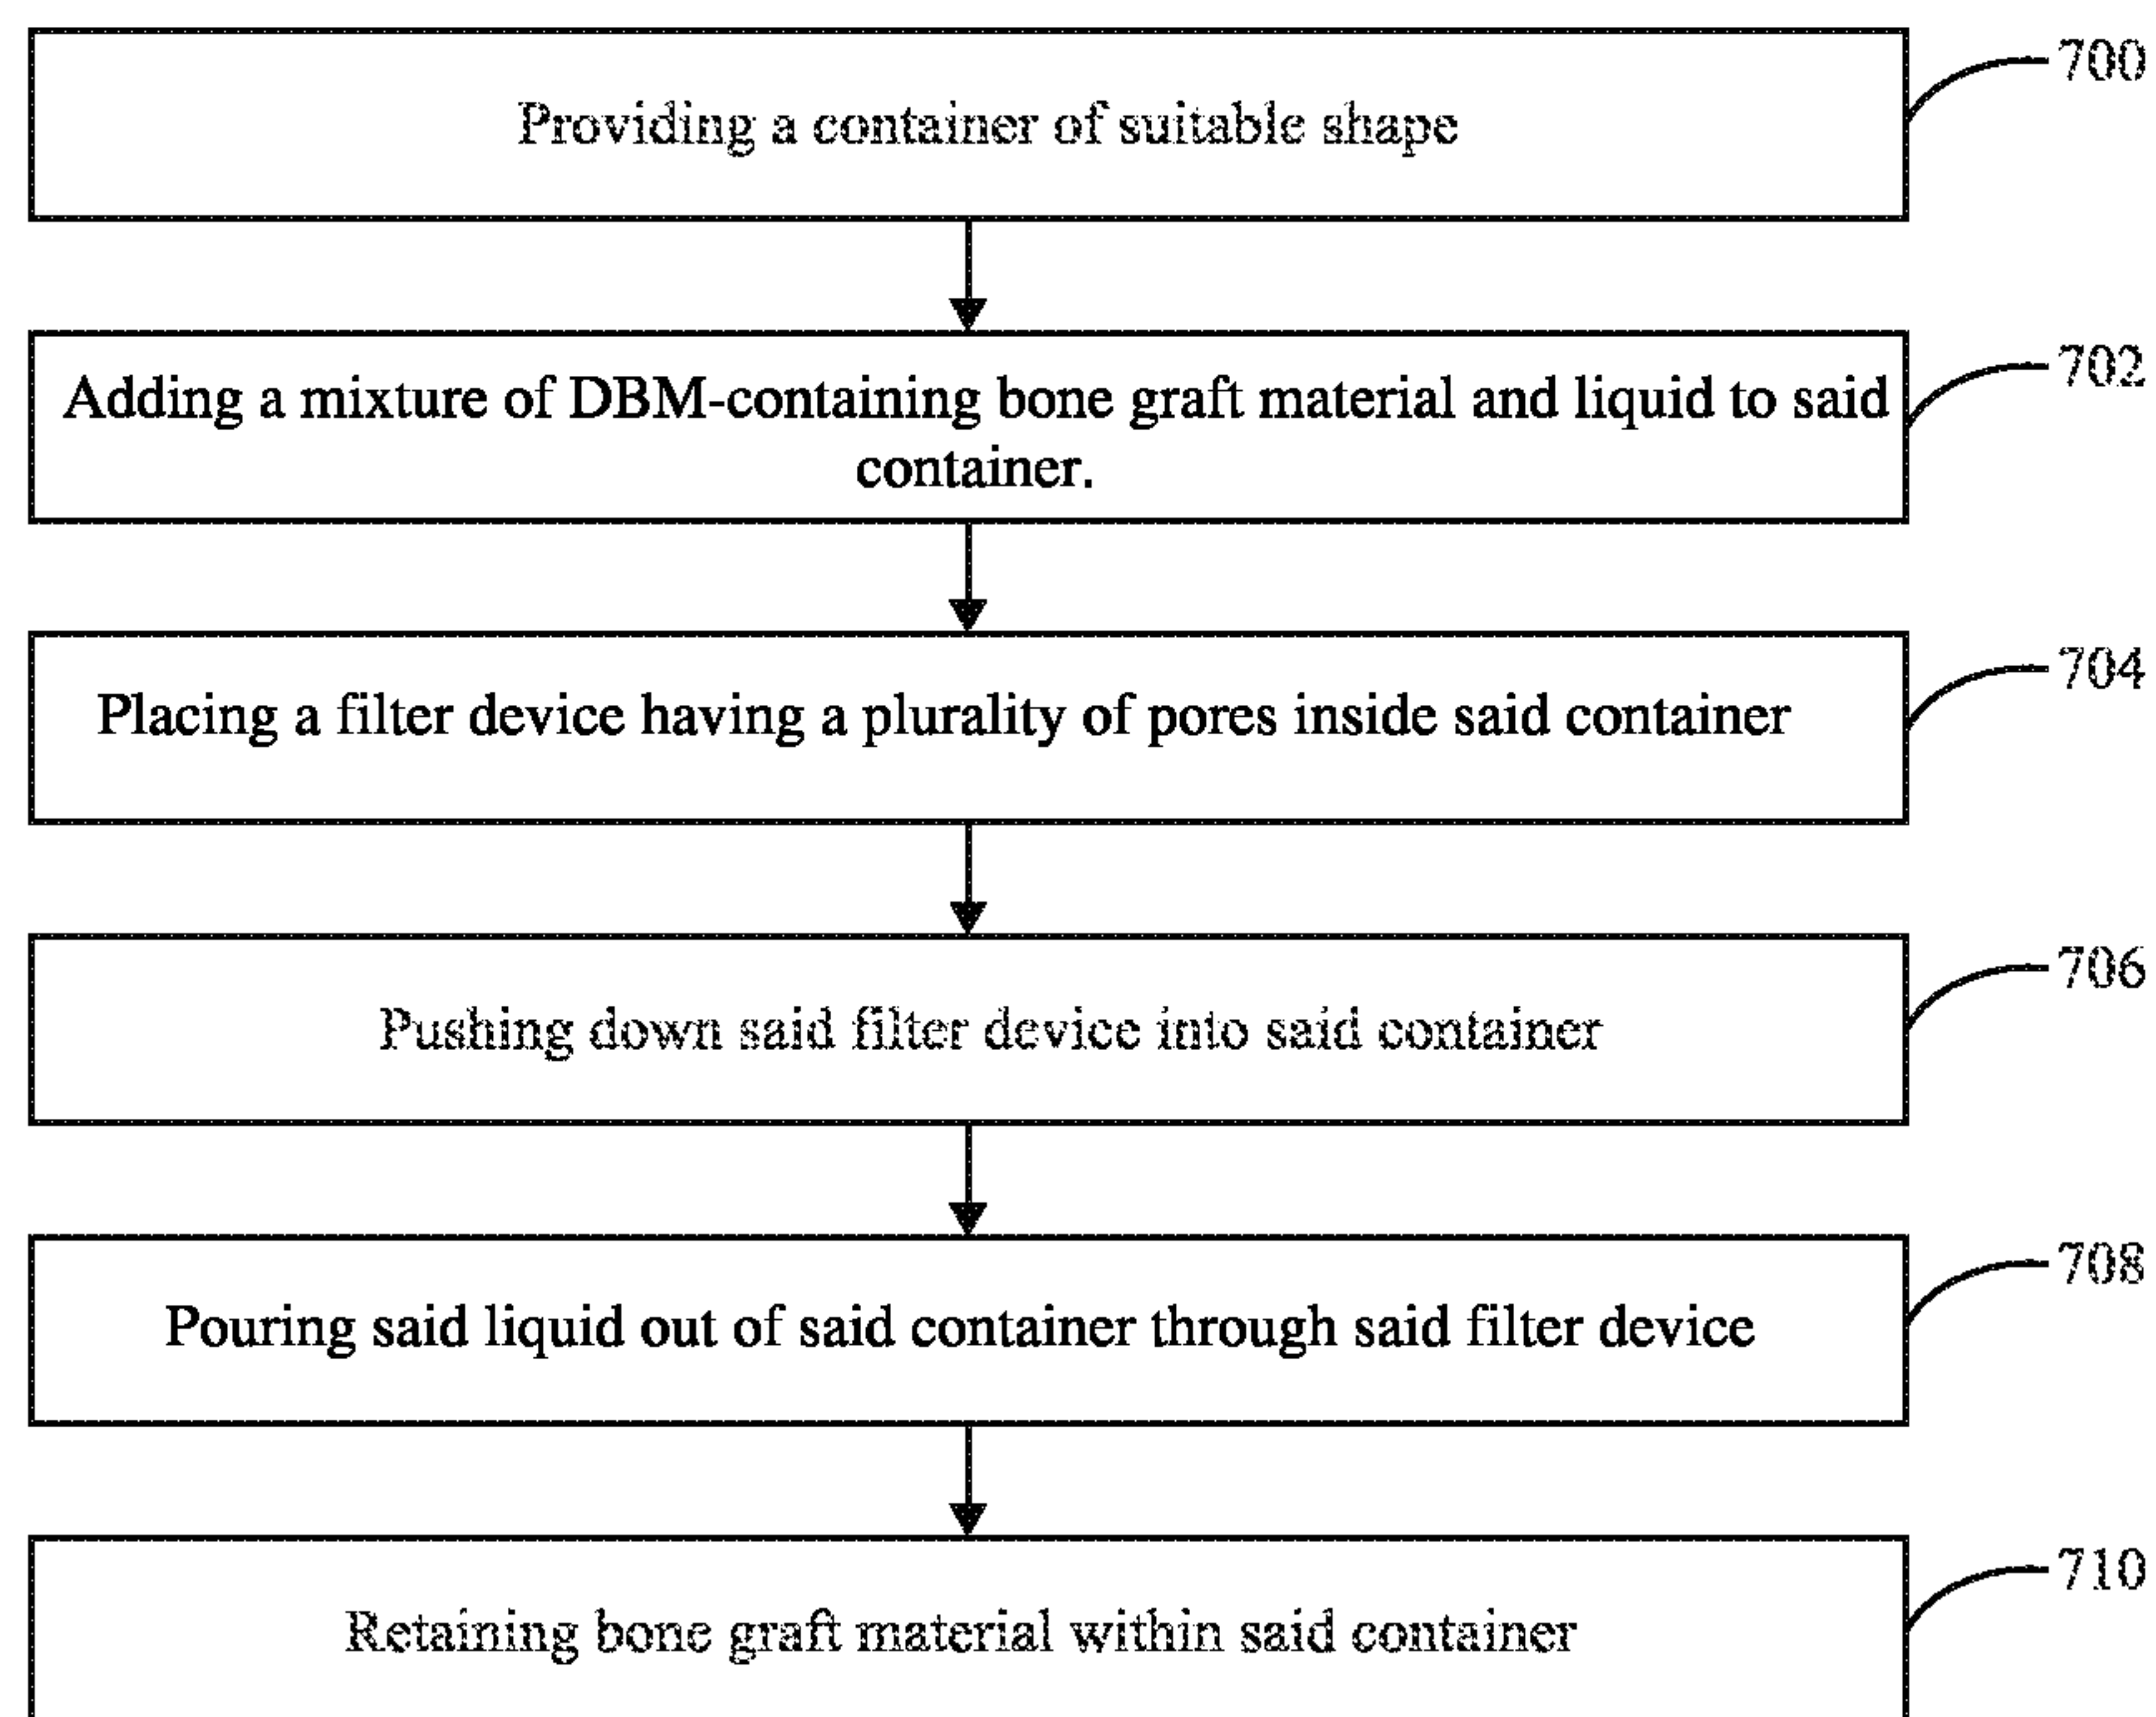 Providing a container of suitable shape
700
Adding a mixture of DBM-containing bone graft material and liquid to said
container.
702
Placing a filter device having a plurality of pores inside said container
704
Pushing down said filter device into said container
706
Pouring said liquid out of said container through said filter device
708
Retaining bone graft material within said container
710